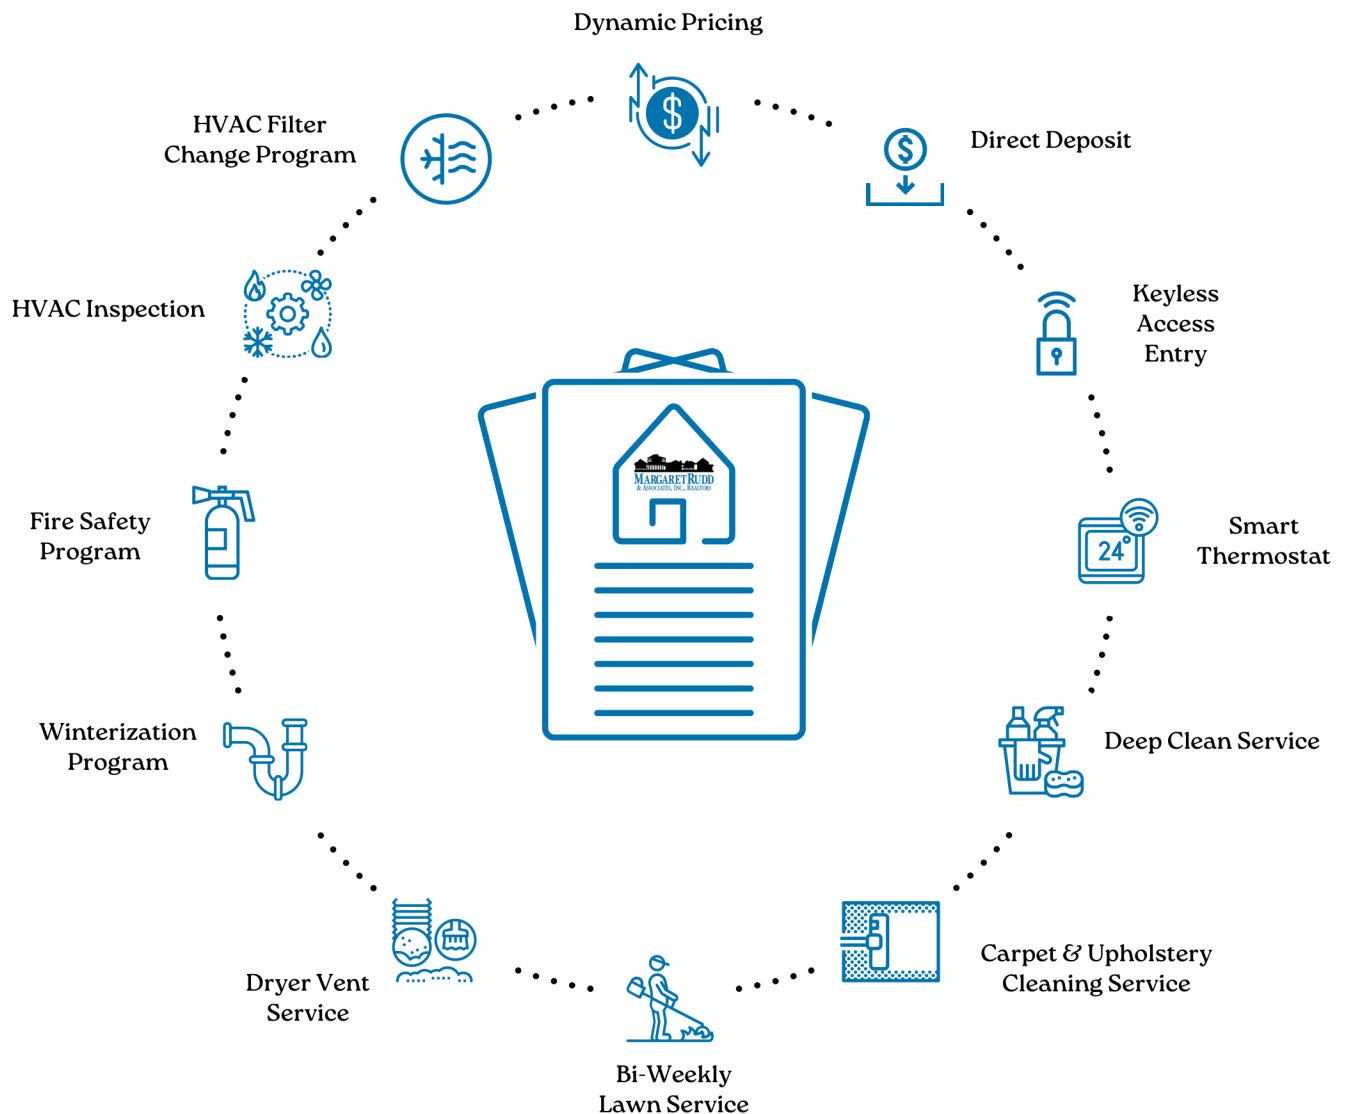 Dynamic Pricing
Direct Deposit
Keyless
Access
Entry
Smart
Thermostat
24°
Deep Clean Service
Carpet & Upholstery
Cleaning Service
Bi-Weekly
Lawn Service
Dryer Vent
Service
Winterization
Program
Fire Safety
Program
HVAC Inspection
HVAC Filter
Change Program
$
$
MARGARET RUDD
& ASSOCIATES, INC., REALTORS